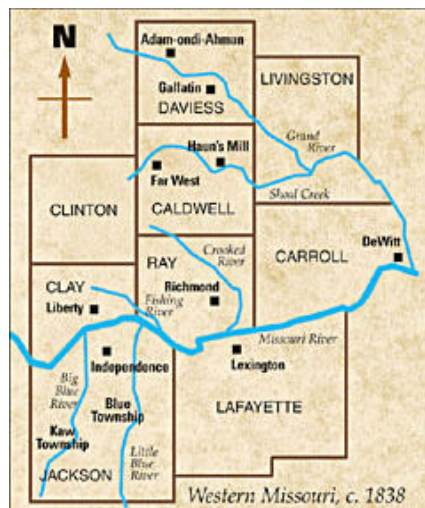 N
Adam-ondi-Ahman
LIVINGSTON
Gallatin
DAVIESS
Grand
River
Haun's Mill
Far West
Shoal Creek
CLINTON
CALDWELL
DeWitt
Crooked
River
CARROLL
RAY
CLAY
Richmond
Fishing
River
Liberty
Missouri River
Independence
Lexington
Big
Blue
River
Blue
Township
LAFAYETTE
Kaw
Township
Little
Blue
River
JACKSON
Western Missouri, c. 1838